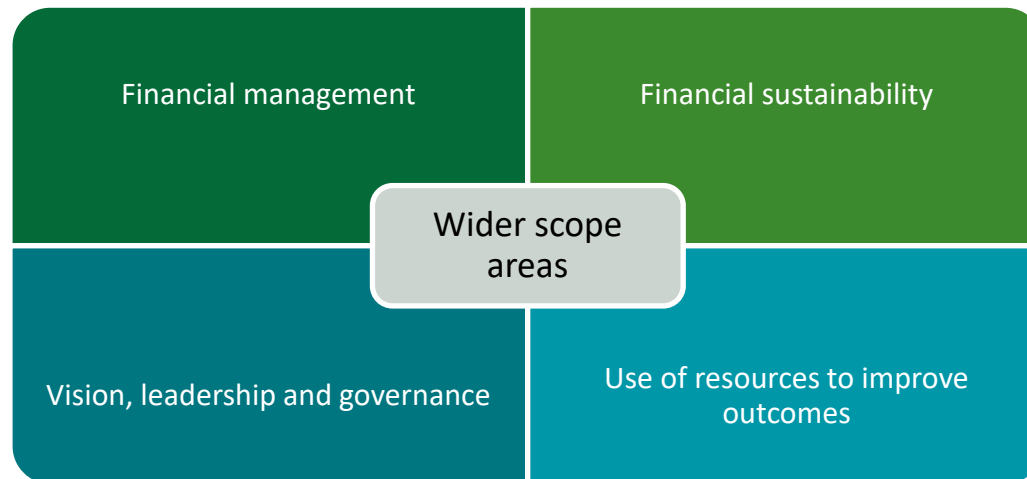 Financial management
Financial sustainability
Wider scope
areas
Vision, leadership and governance
Use of resources to improve
outcomes